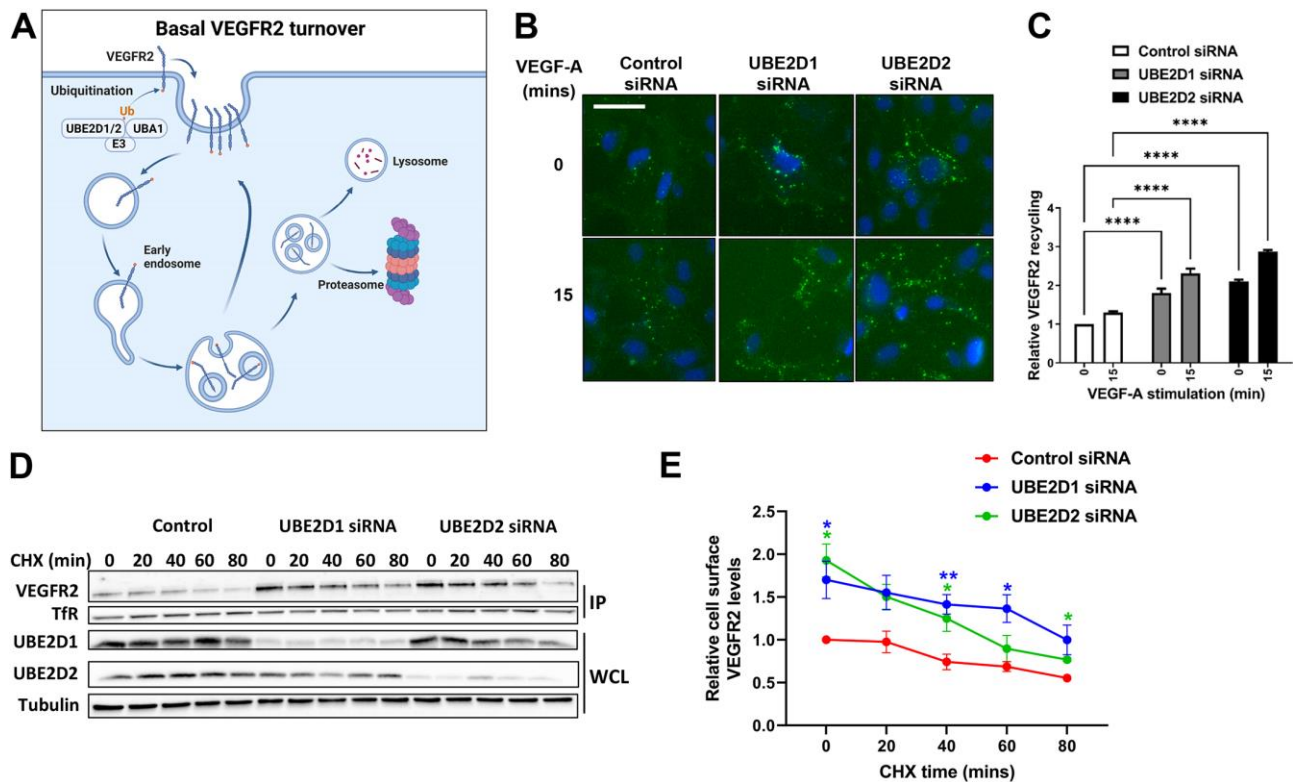 A
Basal VEGFR2 turnover
VEGFR2
Ubiquitination
Ub
UBE2D1/2
UBA1
E3
Early
endosome
Lysosome
Proteasome
B
VEGF-A
(mins)
Control
siRNA
UBE2D1
siRNA
UBE2D2
siRNA
0
15
C
Control siRNA
UBE2D1 siRNA
UBE2D2 siRNA
****
****
****
****
Relative VEGFR2 recycling
4
3
2
1
0
0 15 0 15 0 15
VEGF-A stimulation (min)
D
Control UBE2D1 siRNA UBE2D2 siRNA
CHX (min) 0 20 40 60 80 0 20 40 60 80 0 20 40 60 80
VEGFR2
TfR
IP
UBE2D1
UBE2D2
Tubulin
WCL
E
Control siRNA
UBE2D1 siRNA
UBE2D2 siRNA
Relative cell surface
VEGFR2 levels
2.5
2.0
1.5
1.0
0.5
0.0
*
*
**
*
*
*
0 20 40 60 80
CHX time (mins)